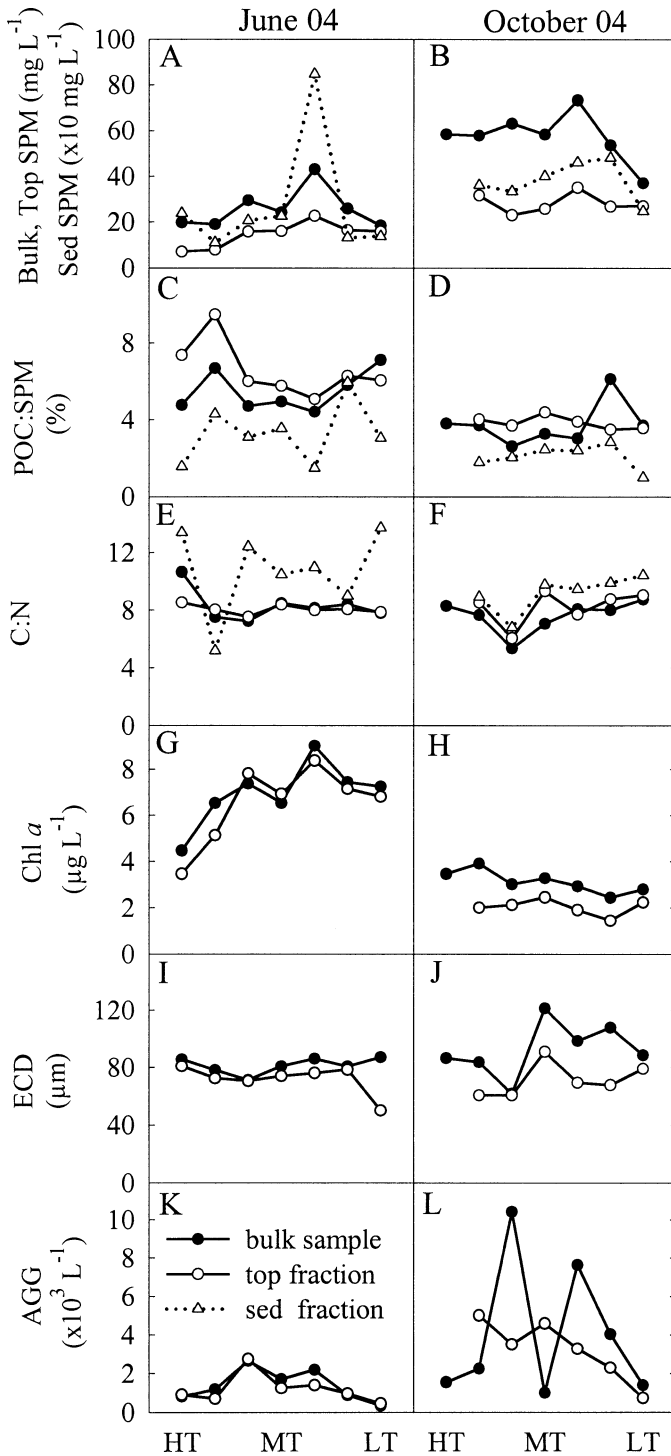 June 04 October 04
Bulk, Top SPM (mg L⁻¹)
Sed SPM (x10 mg L⁻¹)
100
80
60
40
20
0
A B
POC:SPM
(%)
8
4
0
C D
C:N
12
8
4
0
E F
Chl a
(µg L⁻¹)
8
6
4
2
0
G H
ECD
(µm)
120
80
40
0
I J
AGG
(x10³ L⁻¹)
10
8
6
4
2
0
K L
bulk sample
top fraction
sed fraction
HT MT LT HT MT LT